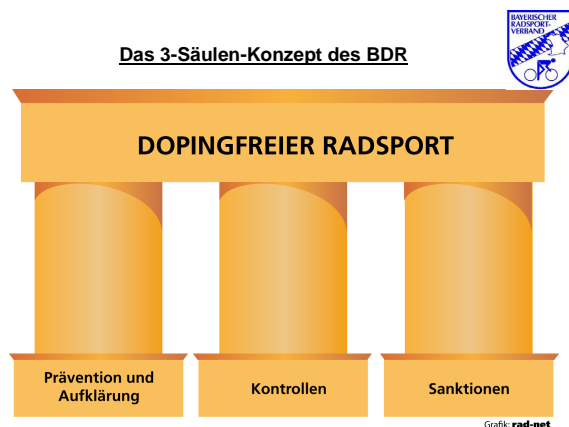 BAYERISCHER
RADSPORT-
VERBAND
Das 3-Säulen-Konzept des BDR
DOPINGFREIER RADSPORT
Prävention und
Aufklärung
Kontrollen
Sanktionen
Grafik: rad-net